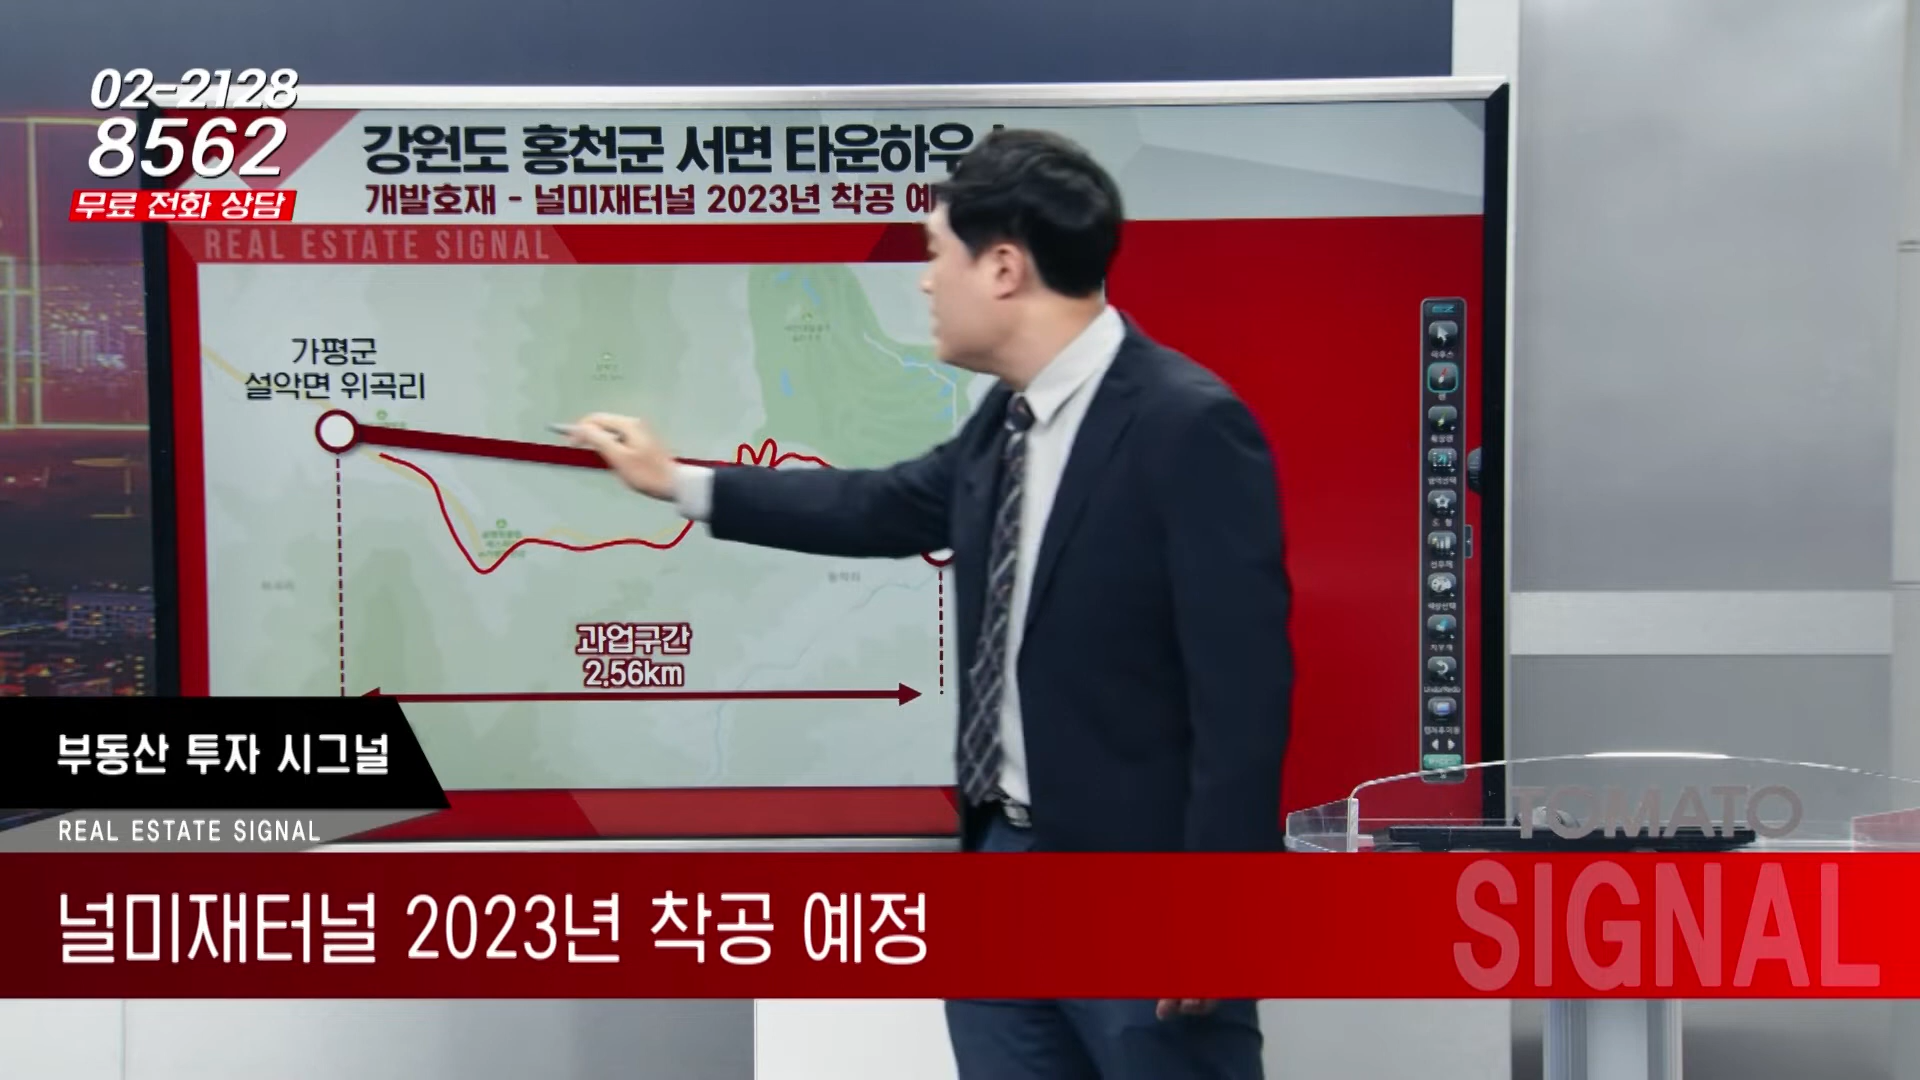 02-2128
8562
무료 전화 상담
강원도 홍천군 서면 타운하우
개발호재 - 널미재터널 2023년 착공 예
REAL ESTATE SIGNAL
가평군
설악면 위곡리
과업구간
2.56km
부동산 투자 시그널
REAL ESTATE SIGNAL
TOMATO
널미재터널 2023년 착공 예정
SIGNAL